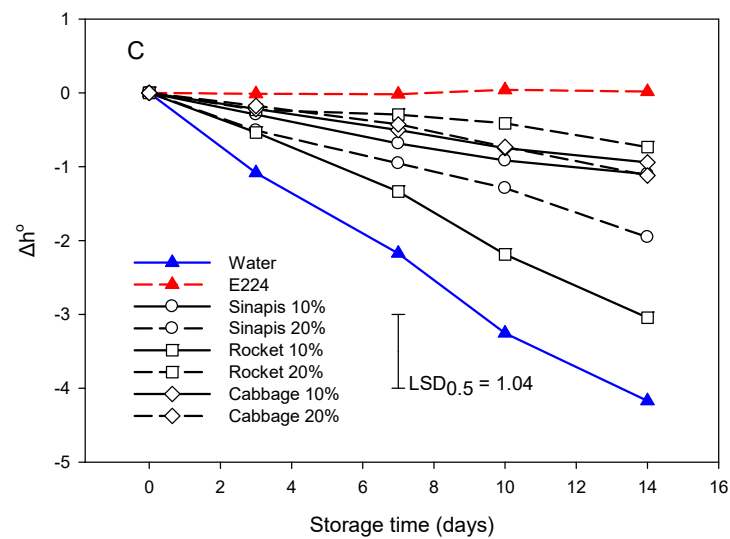 1
C
0
-1
-2
Δhº
Water
E224
Sinapis 10%
-3
Sinapis 20%
Rocket 10%
Rocket 20%
LSD0.5 = 1.04
-4
Cabbage 10%
Cabbage 20%
-5
0 2 4 6 8 10 12 14 16
Storage time (days)